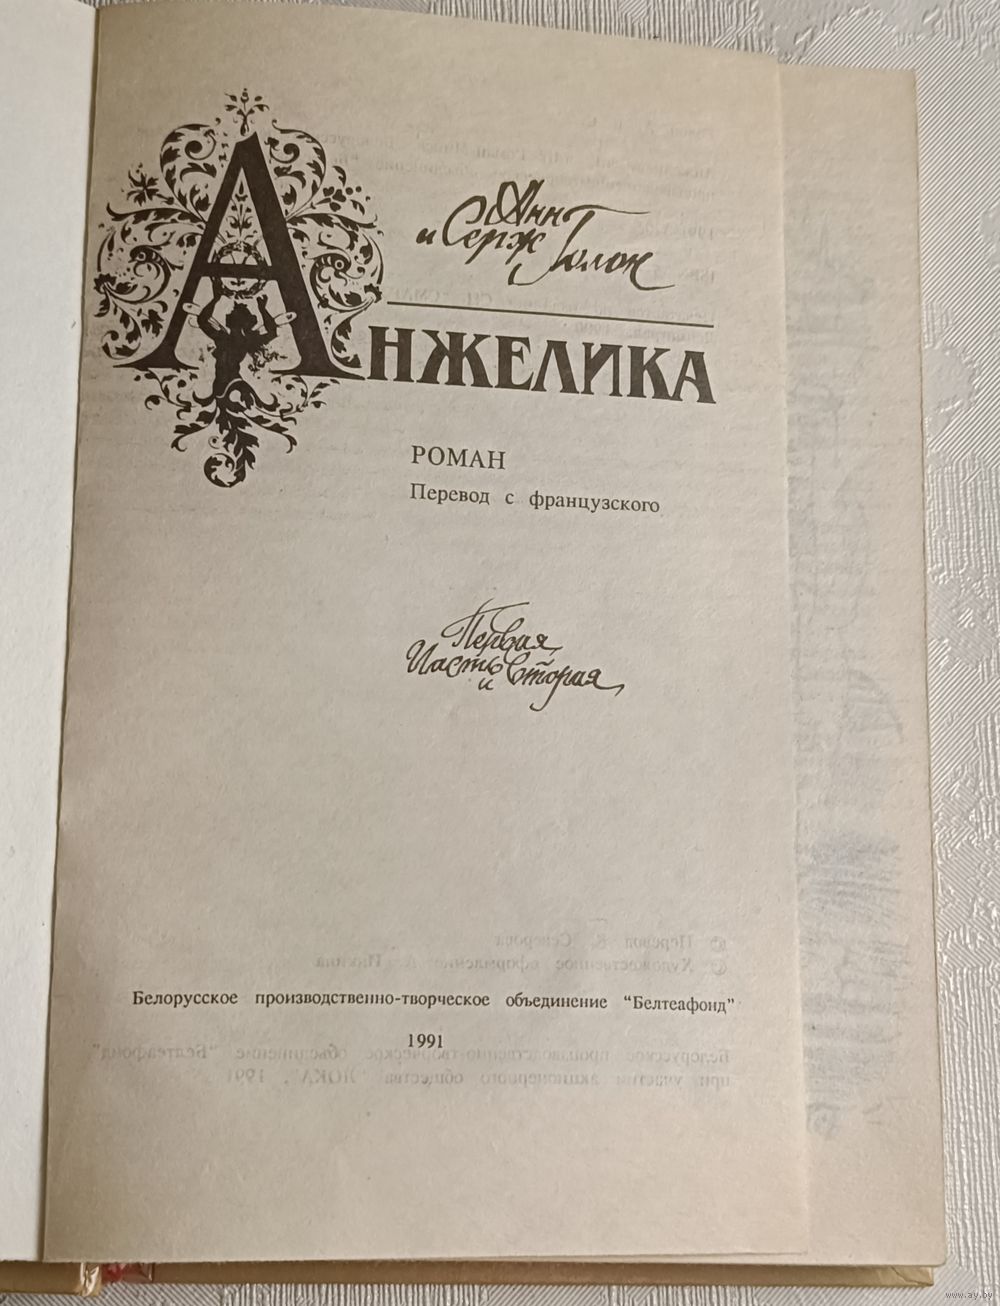 Анн
и Серж Голон
АНЖЕЛИКА
РОМАН
Перевод с французского
Первая
Часть
и вторая
Белорусское производственно-творческое объединение "Белтеафонд"
1991
www.ay.by